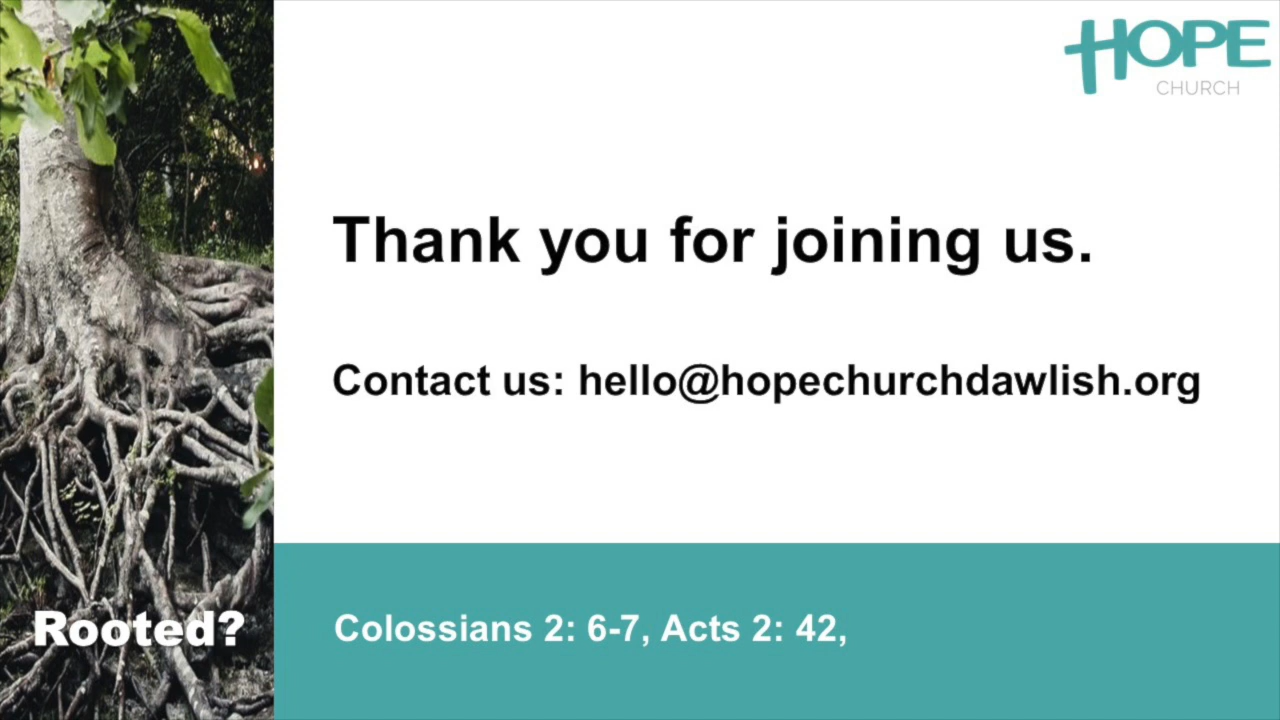 HOPE
CHURCH
Thank you for joining us.
Contact us: hello@hopechurchdawlish.org
Rooted?
Colossians 2: 6-7, Acts 2: 42,